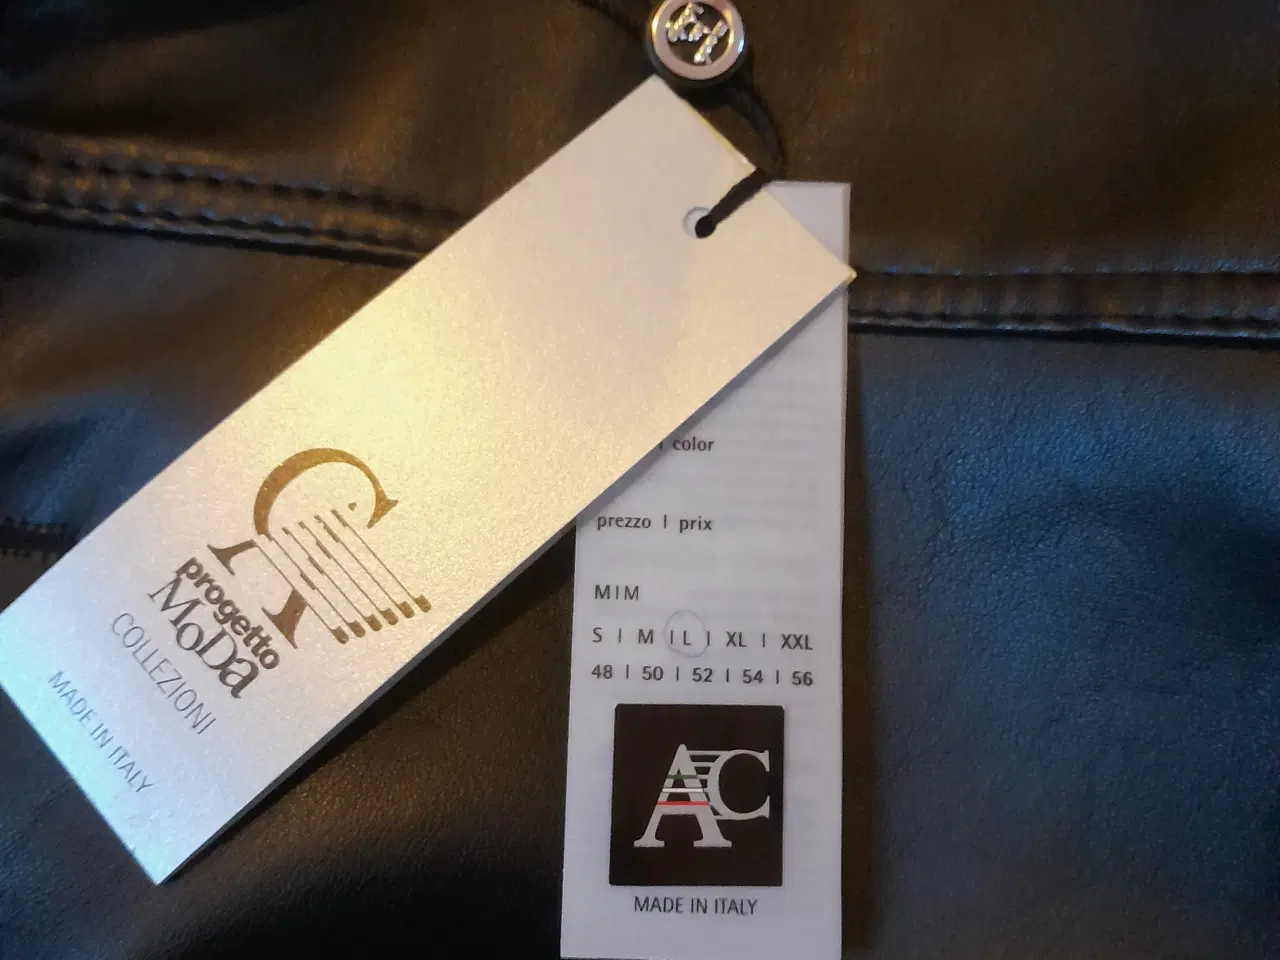 progetto
MoDa
COLLEZIONI
MADE IN ITALY
| color
prezzo | prix
MIM
S | M | L | XL | XXL
48 | 50 | 52 | 54 | 56
AC
MADE IN ITALY